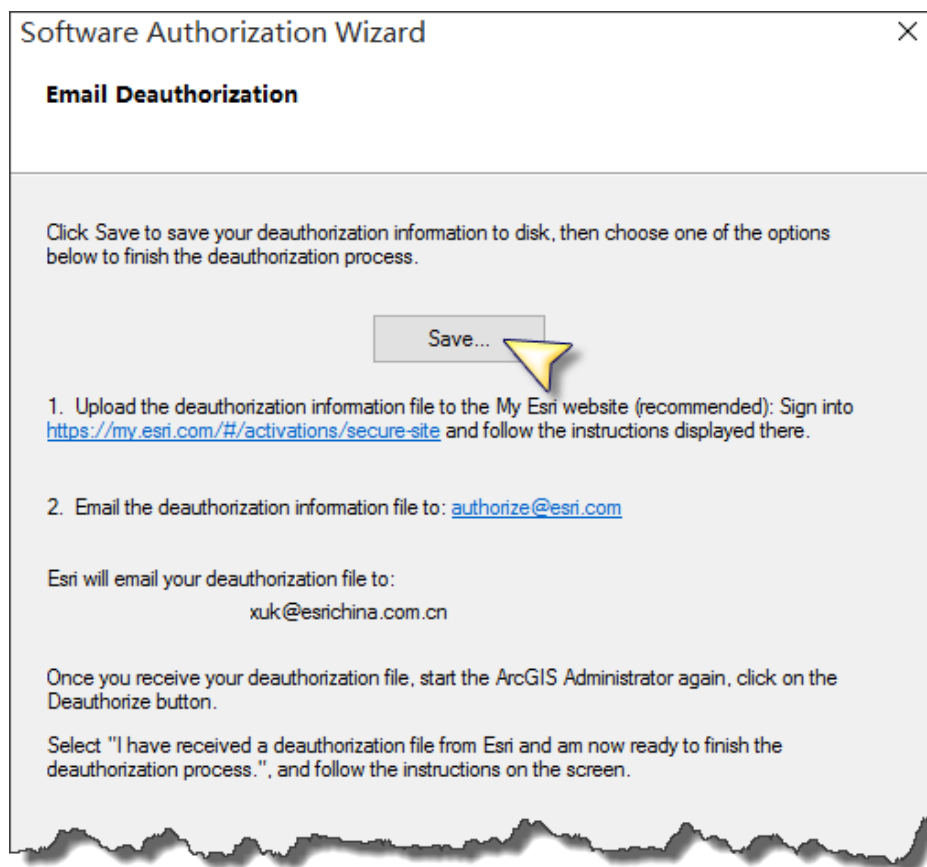 Software Authorization Wizard
Email Deauthorization
Click Save to save your deauthorization information to disk, then choose one of the options
below to finish the deauthorization process.
Save...
1.  Upload the deauthorization information file to the My Esri website (recommended): Sign into
https://my.esri.com/#/activations/secure-site and follow the instructions displayed there.
2.  Email the deauthorization information file to: authorize@esri.com
Esri will email your deauthorization file to:
xuk@esrichina.com.cn
Once you receive your deauthorization file, start the ArcGIS Administrator again, click on the
Deauthorize button.
Select "I have received a deauthorization file from Esri and am now ready to finish the
deauthorization process.", and follow the instructions on the screen.